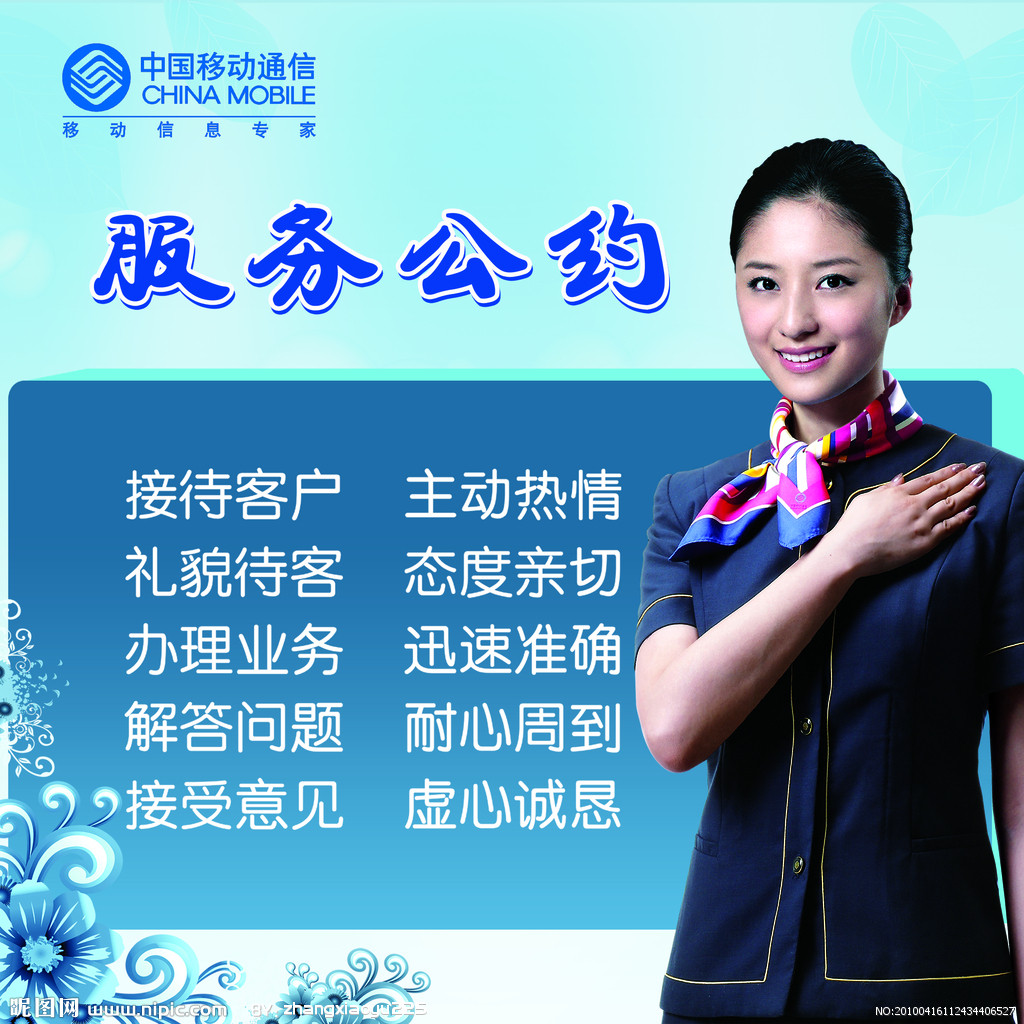 中国移动通信
CHINA MOBILE
移动信息专家
服务公约
接待客户 主动热情
礼貌待客 态度亲切
办理业务 迅速准确
解答问题 耐心周到
接受意见 虚心诚恳
昵图网 www.nipic.com BY: zhangxiaoyu225
NO:20100416112434406527